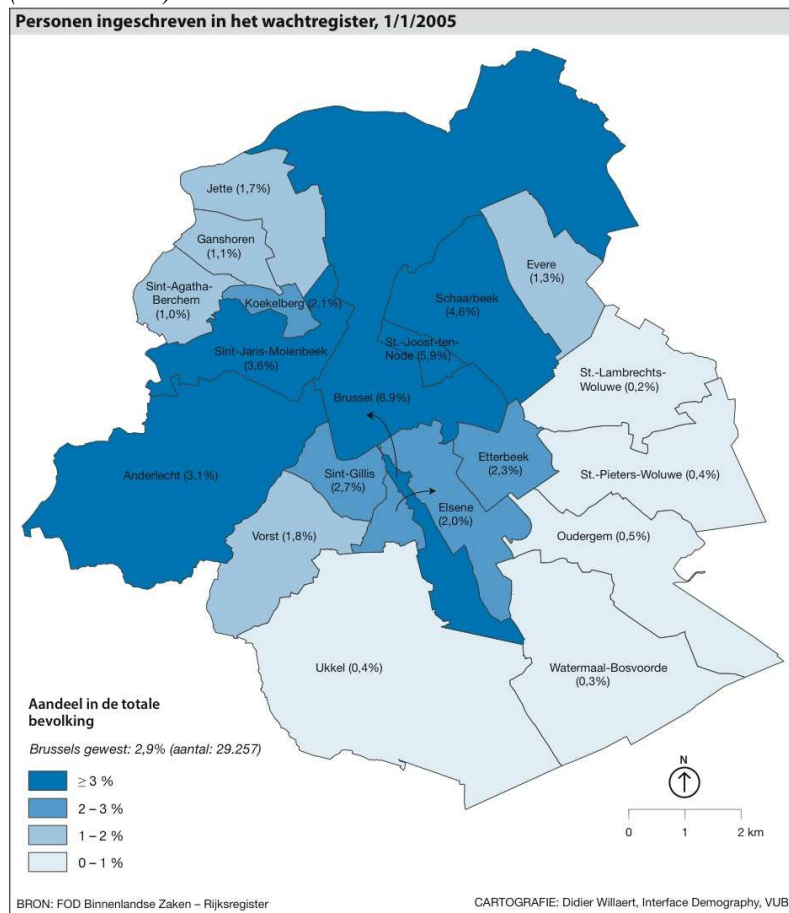 Personen ingeschreven in het wachtregister, 1/1/2005
Jette (1,7%)
Ganshoren
(1,1%)
Sint-Agatha-
Berchem
(1,0%)
Koekelberg (2,1%)
Sint-Jans-Molenbeek
(3,6%)
Evere
(1,3%)
Schaarbeek
(4,6%)
St.-Joost-ten-
Node (5,9%)
St.-Lambrechts-
Woluwe (0,2%)
Brussel (6,9%)
Anderlecht (3,1%)
Sint-Gillis
(2,7%)
Etterbeek
(2,3%)
St.-Pieters-Woluwe (0,4%)
Elsene
(2,0%)
Vorst (1,8%)
Oudergem (0,5%)
Ukkel (0,4%)
Watermaal-Bosvoorde
(0,3%)
Aandeel in de totale
bevolking
Brussels gewest: 2,9% (aantal: 29.257)
≥ 3 %
2 – 3 %
1 – 2 %
0 – 1 %
N
0 1 2 km
BRON: FOD Binnenlandse Zaken – Rijksregister
CARTOGRAFIE: Didier Willaert, Interface Demography, VUB